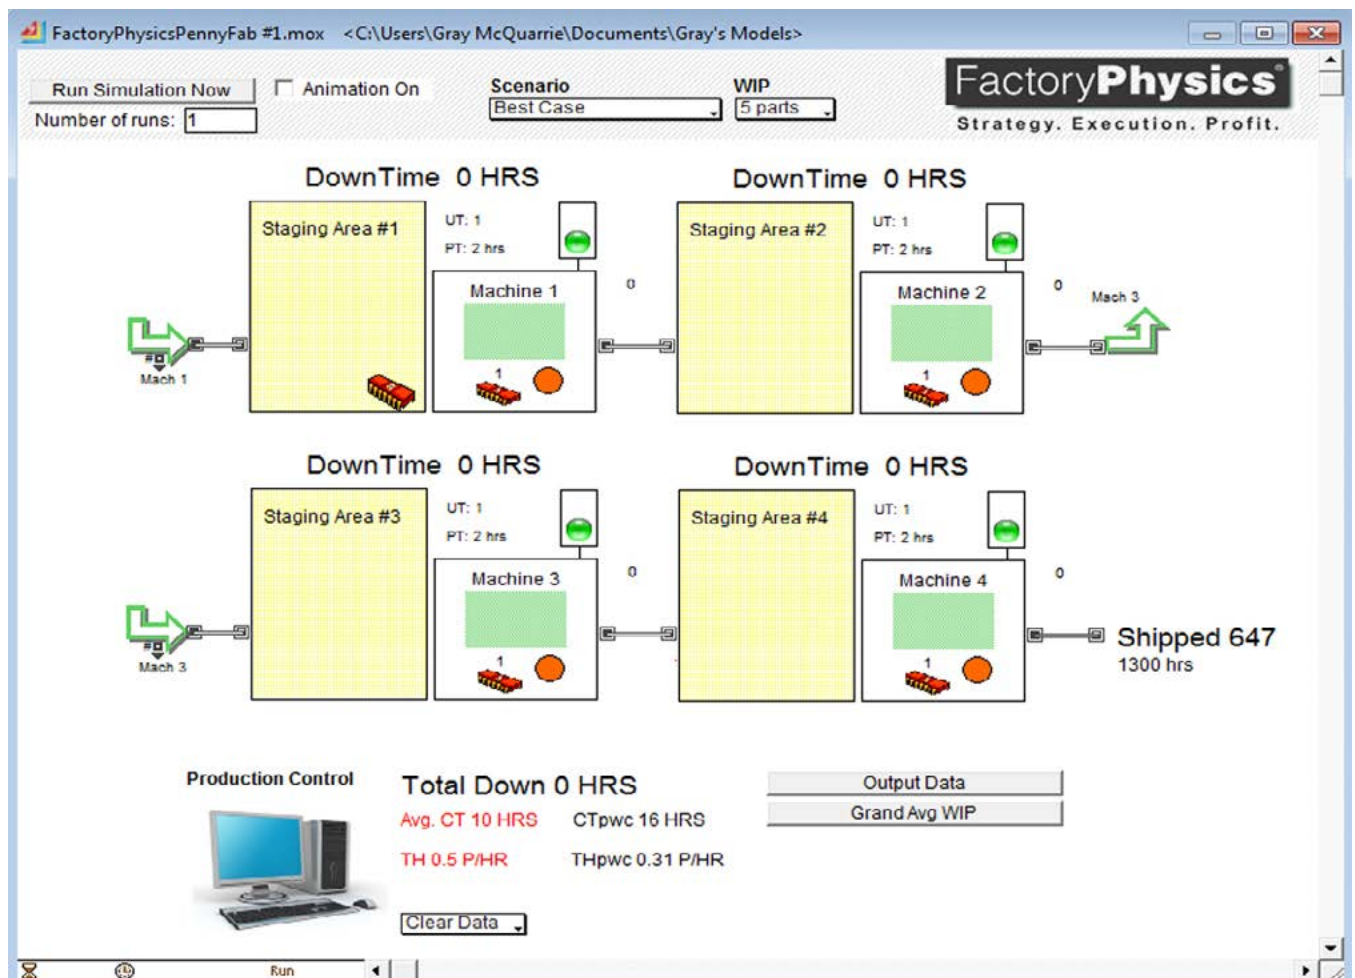 FactoryPhysicsPennyFab #1.mox <C:\Users\Gray McQuarrie\Documents\Gray's Models>
Run Simulation Now
Animation On
Scenario
WIP
Number of runs: 1
Best Case
5 parts
FactoryPhysics®
Strategy. Execution. Profit.
DownTime 0 HRS
DownTime 0 HRS
Staging Area #1
UT: 1
PT: 2 hrs
Machine 1
1
0
Staging Area #2
UT: 1
PT: 2 hrs
Machine 2
1
0
Mach 3
#
Mach 1
DownTime 0 HRS
DownTime 0 HRS
Staging Area #3
UT: 1
PT: 2 hrs
Machine 3
1
0
Staging Area #4
UT: 1
PT: 2 hrs
Machine 4
1
0
#
Mach 3
Shipped 647
1300 hrs
Production Control
Total Down 0 HRS
Avg. CT 10 HRS CTpwc 16 HRS
TH 0.5 P/HR THpwc 0.31 P/HR
Output Data
Grand Avg WIP
Clear Data
Run